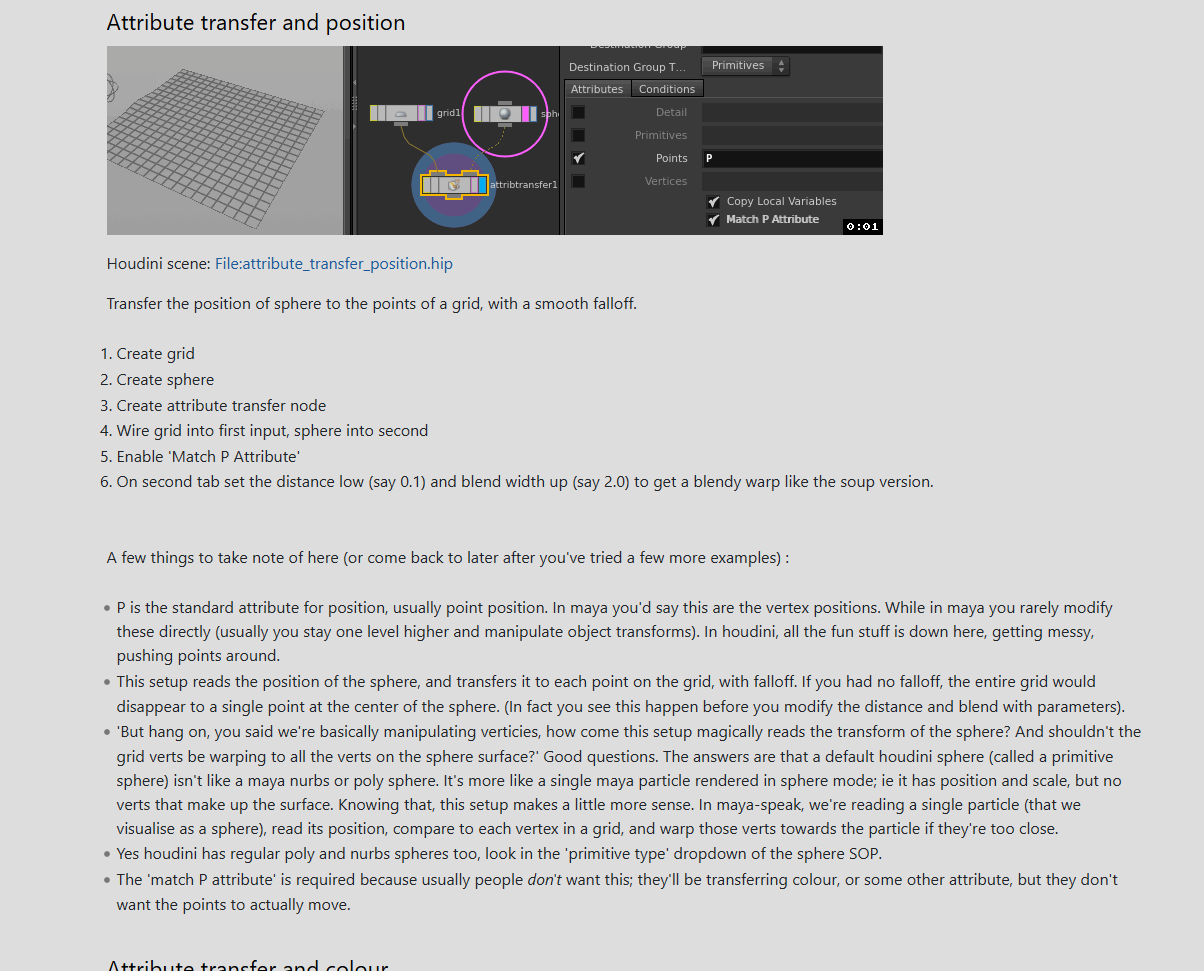 Attribute transfer and position
Destination Group
Destination Group T...
Primitives
Attributes
Conditions
grid1
sph
Detail
Primitives
Points
P
attribtransfer1
Vertices
Copy Local Variables
Match P Attribute
0:01
Houdini scene: File:attribute_transfer_position.hip
Transfer the position of sphere to the points of a grid, with a smooth falloff.
1. Create grid
2. Create sphere
3. Create attribute transfer node
4. Wire grid into first input, sphere into second
5. Enable 'Match P Attribute'
6. On second tab set the distance low (say 0.1) and blend width up (say 2.0) to get a blendy warp like the soup version.
A few things to take note of here (or come back to later after you've tried a few more examples) :
• P is the standard attribute for position, usually point position. In maya you'd say this are the vertex positions. While in maya you rarely modify
these directly (usually you stay one level higher and manipulate object transforms). In houdini, all the fun stuff is down here, getting messy,
pushing points around.
• This setup reads the position of the sphere, and transfers it to each point on the grid, with falloff. If you had no falloff, the entire grid would
disappear to a single point at the center of the sphere. (In fact you see this happen before you modify the distance and blend with parameters).
• 'But hang on, you said we're basically manipulating verticies, how come this setup magically reads the transform of the sphere? And shouldn't the
grid verts be warping to all the verts on the sphere surface?' Good questions. The answers are that a default houdini sphere (called a primitive
sphere) isn't like a maya nurbs or poly sphere. It's more like a single maya particle rendered in sphere mode; ie it has position and scale, but no
verts that make up the surface. Knowing that, this setup makes a little more sense. In maya-speak, we're reading a single particle (that we
visualise as a sphere), read its position, compare to each vertex in a grid, and warp those verts towards the particle if they're too close.
• Yes houdini has regular poly and nurbs spheres too, look in the 'primitive type' dropdown of the sphere SOP.
• The 'match P attribute' is required because usually people don't want this; they'll be transferring colour, or some other attribute, but they don't
want the points to actually move.
Attribute transfer and colour